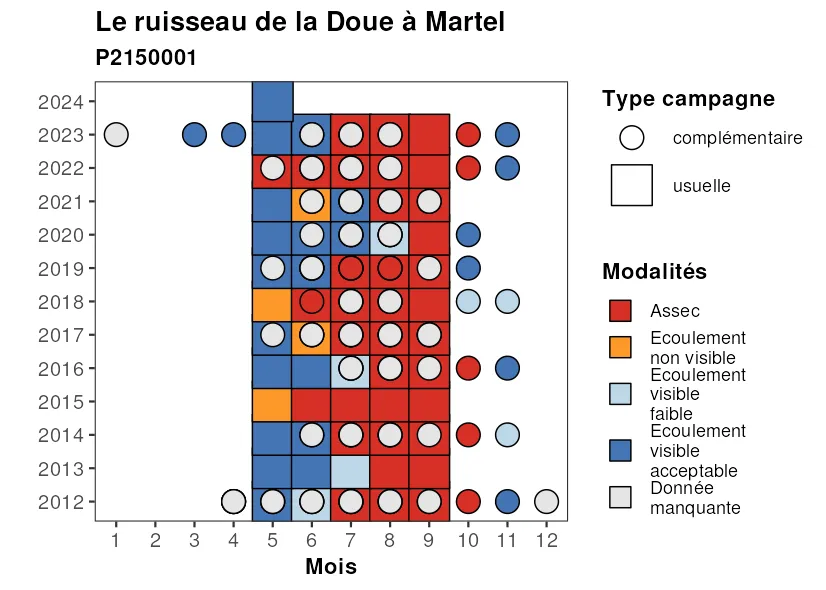 Le ruisseau de la Doue à Martel
P2150001
2024
2023
2022
2021
2020
2019
2018
2017
2016
2015
2014
2013
2012
1 2 3 4 5 6 7 8 9 10 11 12
Mois
Type campagne
complémentaire
usuelle
Modalités
Assec
Ecoulement
non visible
Ecoulement
visible
faible
Ecoulement
visible
acceptable
Donnée
manquante